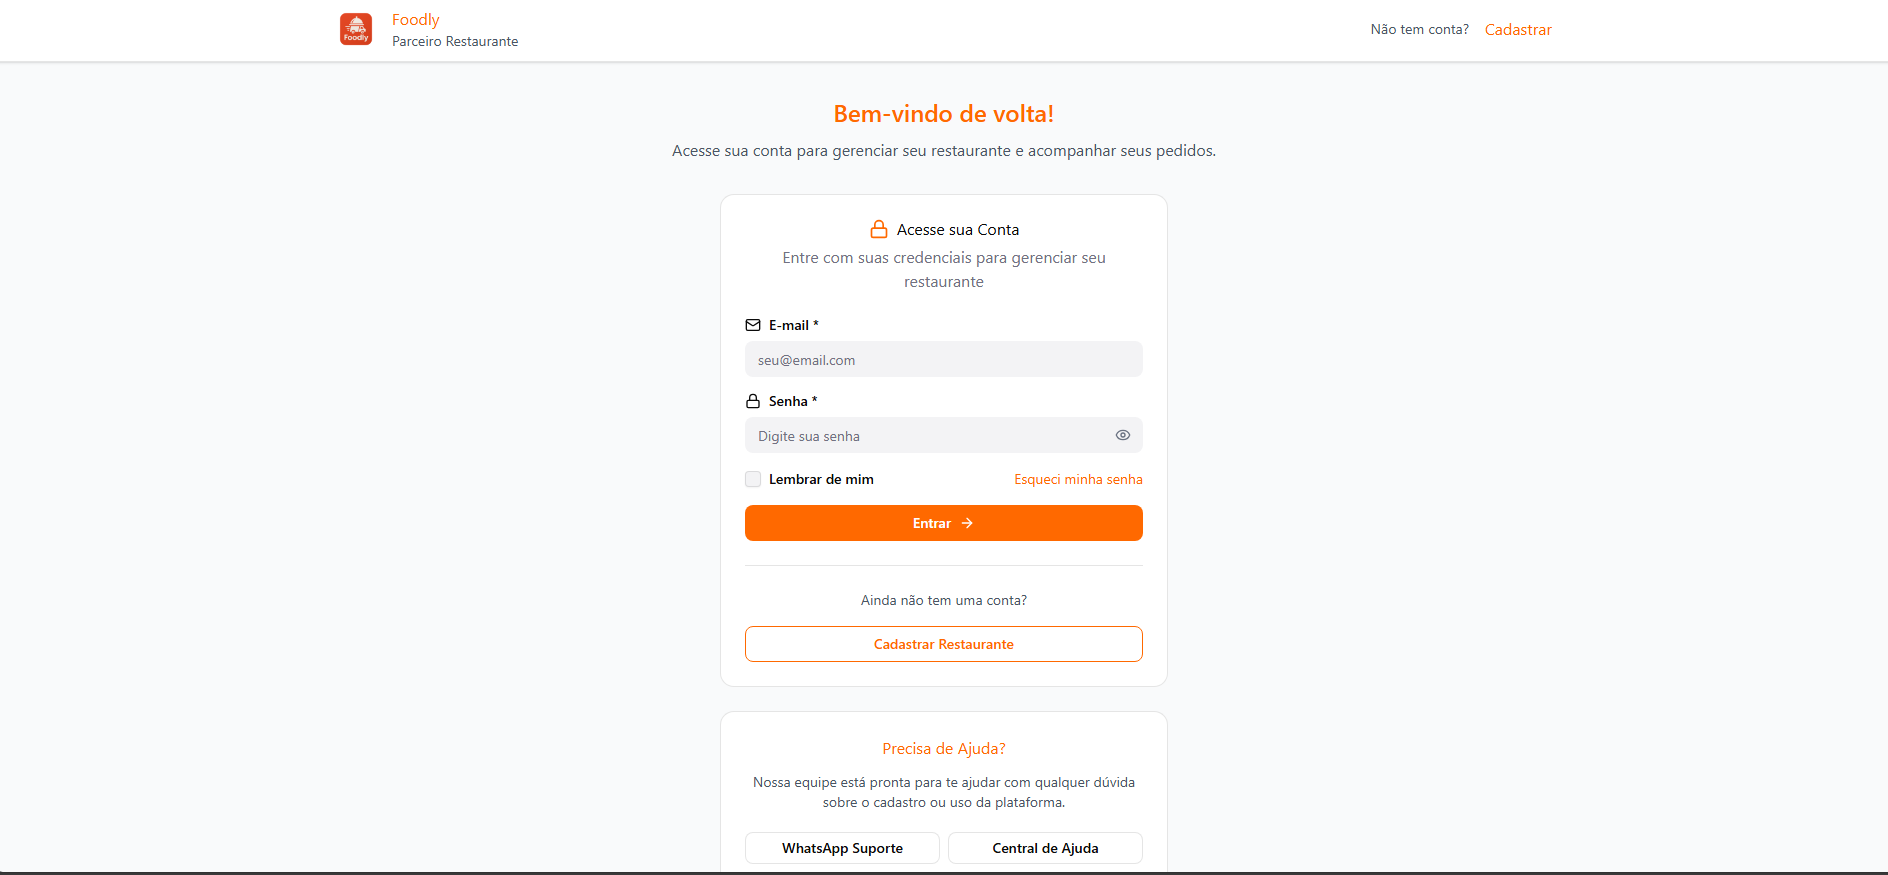 Foodly
Foodly
Parceiro Restaurante
Não tem conta?
Cadastrar
Bem-vindo de volta!
Acesse sua conta para gerenciar seu restaurante e acompanhar seus pedidos.
Acesse sua Conta
Entre com suas credenciais para gerenciar seu
restaurante
E-mail *
seu@email.com
Senha *
Digite sua senha
Lembrar de mim
Esqueci minha senha
Entrar →
Ainda não tem uma conta?
Cadastrar Restaurante
Precisa de Ajuda?
Nossa equipe está pronta para te ajudar com qualquer dúvida
sobre o cadastro ou uso da plataforma.
WhatsApp Suporte
Central de Ajuda